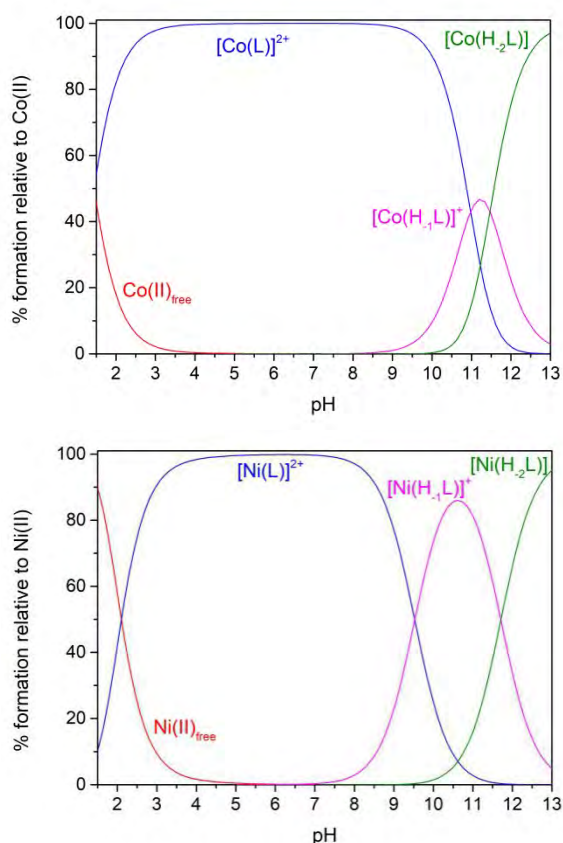 % formation relative to Co(II)
100
80
60
40
20
0
[Co(L)]²⁺
[Co(H₋₂L)]
[Co(H₋₁L)]⁺
Co(II)free
2 3 4 5 6 7 8 9 10 11 12 13
pH
% formation relative to Ni(II)
100
80
60
40
20
0
[Ni(L)]²⁺
[Ni(H₋₁L)]⁺
[Ni(H₋₂L)]
Ni(II)free
2 3 4 5 6 7 8 9 10 11 12 13
pH